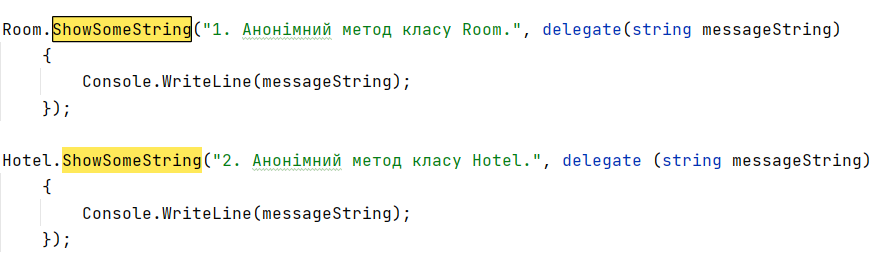 Room.ShowSomeString("1. Анонімний метод класу Room.", delegate(string messageString)
{
Console.WriteLine(messageString);
});
Hotel.ShowSomeString("2. Анонімний метод класу Hotel.", delegate (string messageString)
{
Console.WriteLine(messageString);
});